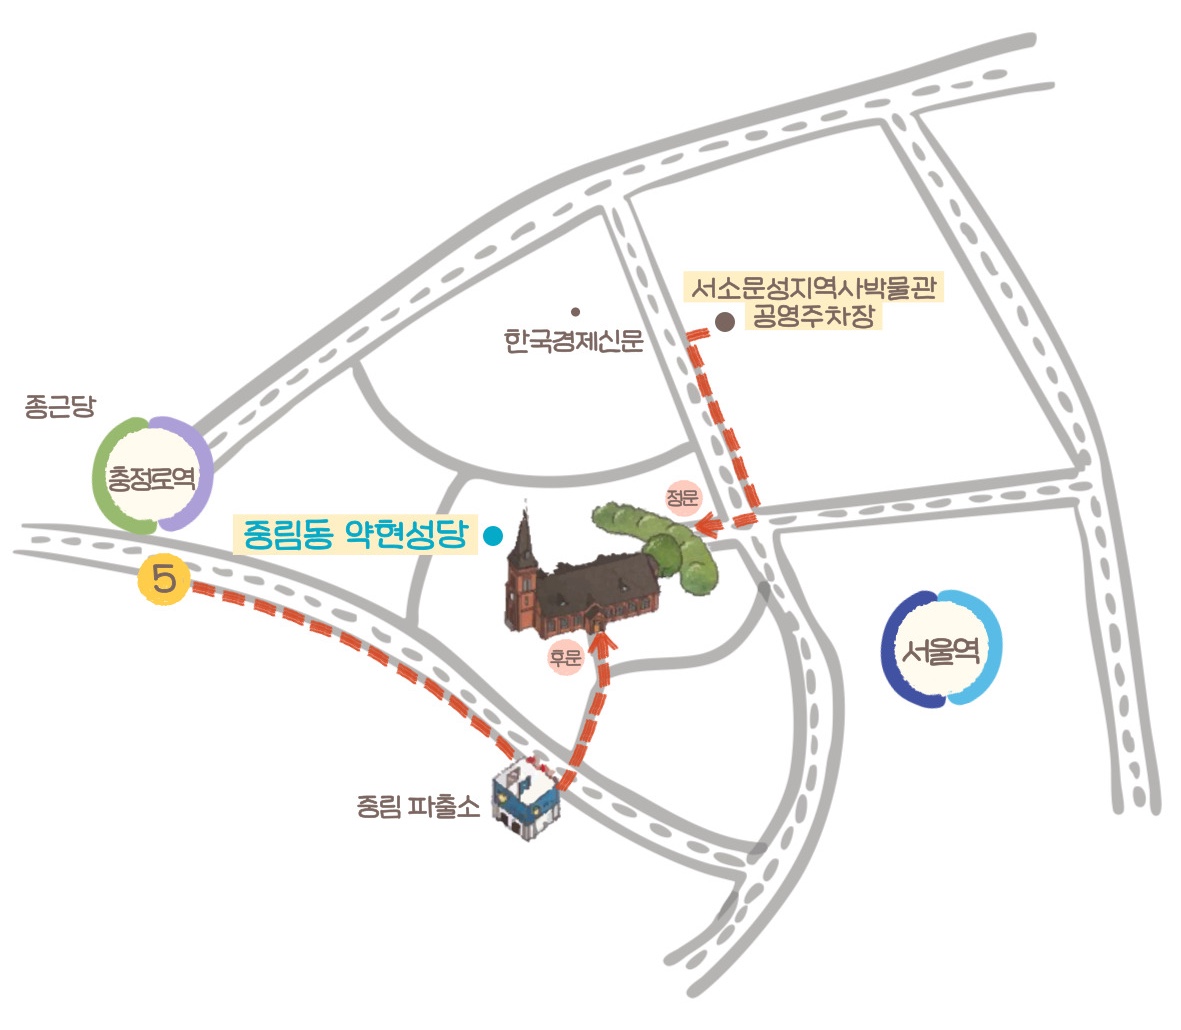 서소문성지역사박물관
공영주차장
한국경제신문
종근당
충정로역
정문
중림동 약현성당
5
서울역
후문
중림 파출소